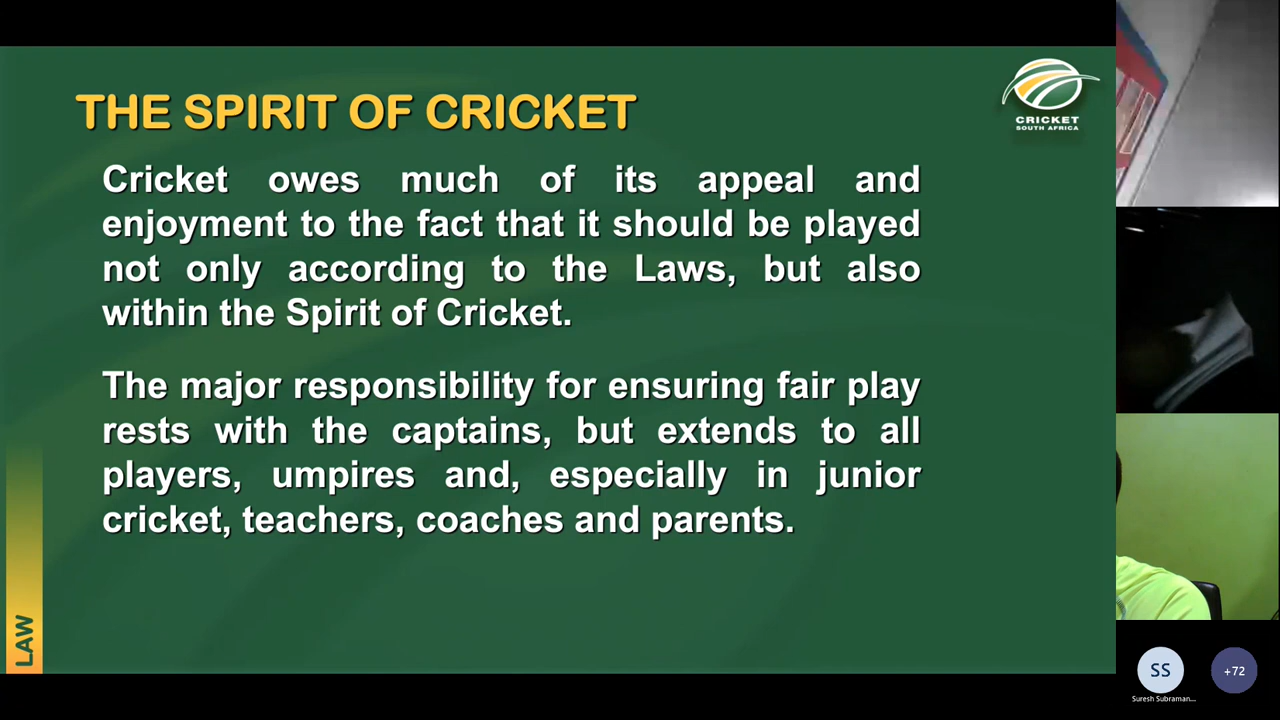 THE SPIRIT OF CRICKET
CRICKET
SOUTH AFRICA
Cricket owes much of its appeal and
enjoyment to the fact that it should be played
not only according to the Laws, but also
within the Spirit of Cricket.
The major responsibility for ensuring fair play
rests with the captains, but extends to all
players, umpires and, especially in junior
cricket, teachers, coaches and parents.
LAW
SS
+72
Suresh Subraman...